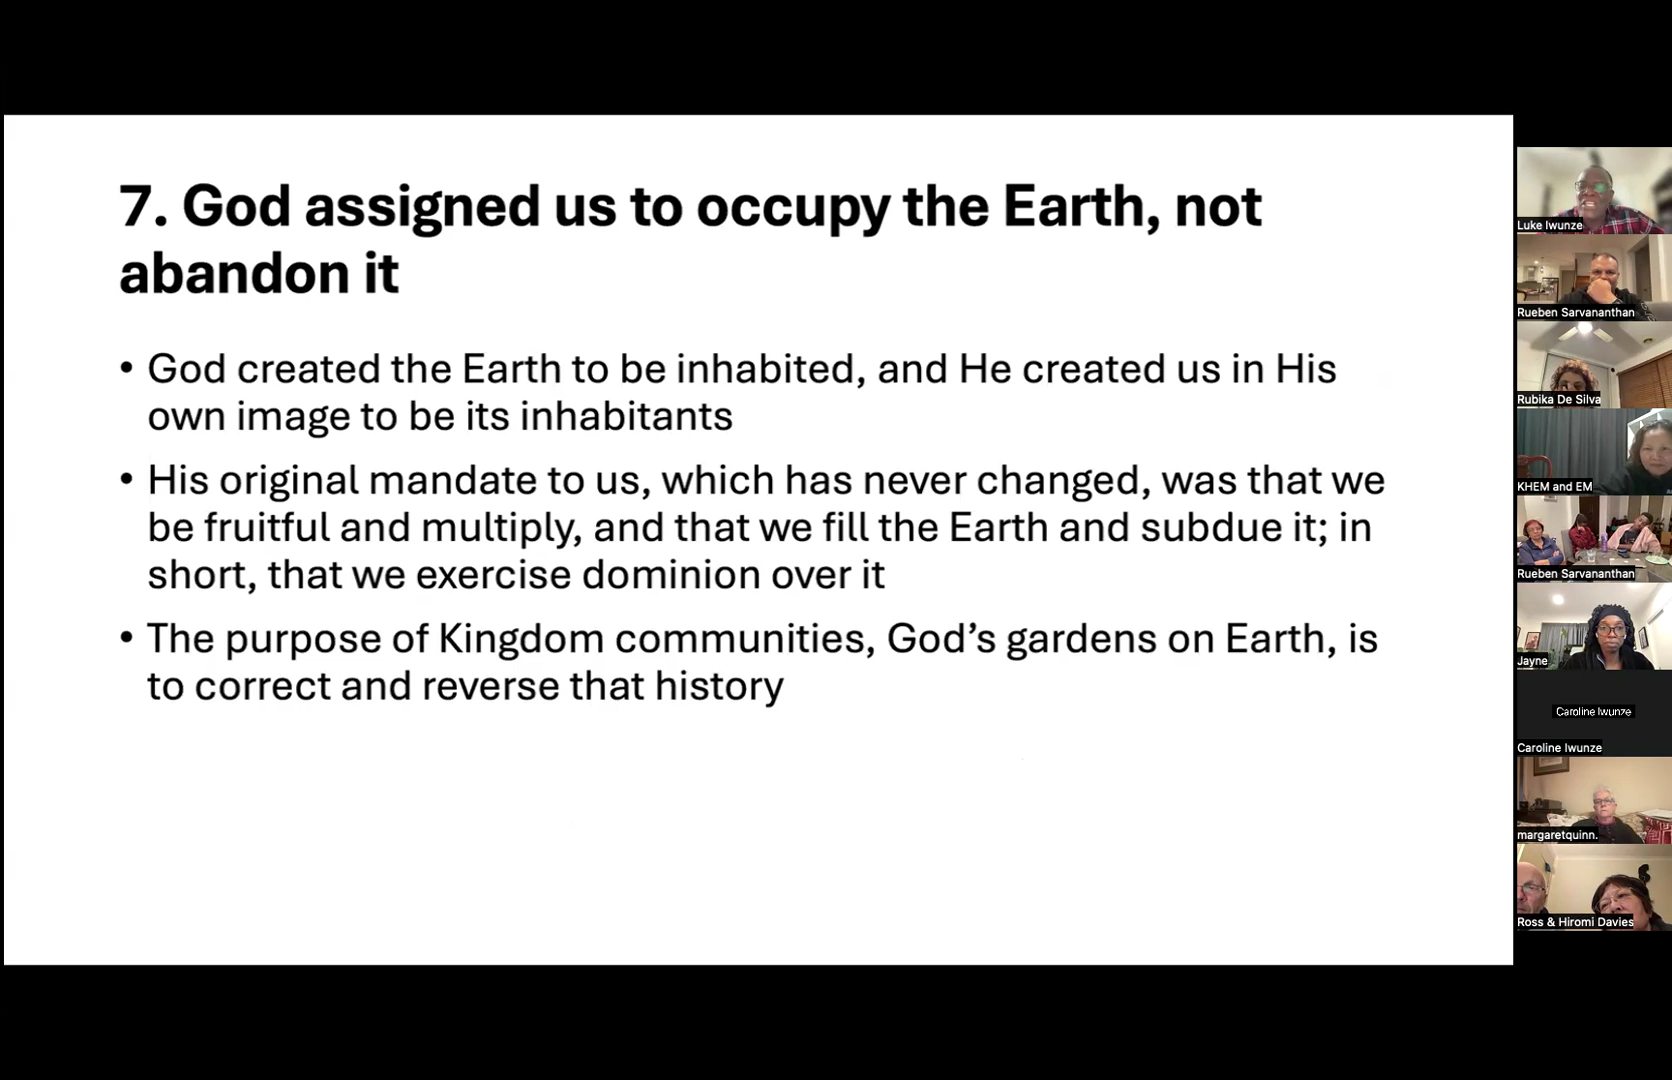 7. God assigned us to occupy the Earth, not
abandon it
• God created the Earth to be inhabited, and He created us in His
own image to be its inhabitants
• His original mandate to us, which has never changed, was that we
be fruitful and multiply, and that we fill the Earth and subdue it; in
short, that we exercise dominion over it
• The purpose of Kingdom communities, God’s gardens on Earth, is
to correct and reverse that history
Luke Iwunze
Rueben Sarvananthan
Rubika De Silva
KHEM and EM
Rueben Sarvananthan
Jayne
Caroline Iwunze
Caroline Iwunze
margaretquinn.
Ross & Hiromi Davies